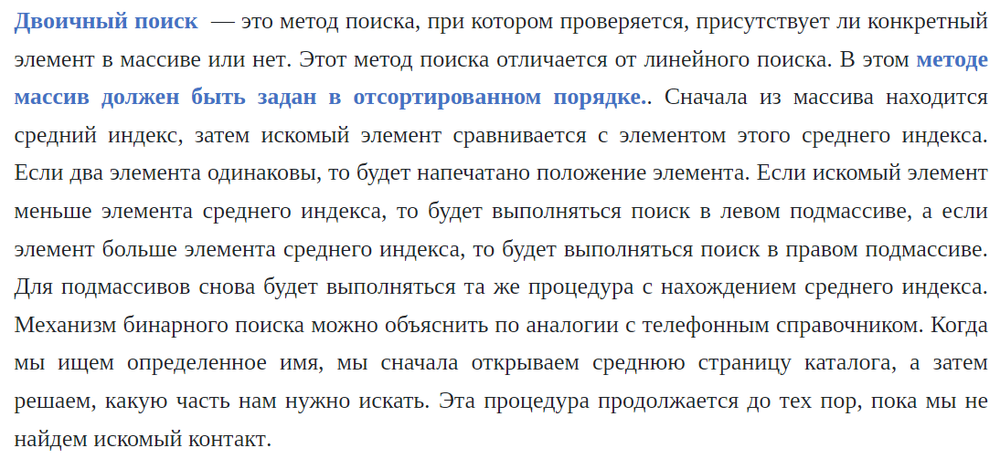 Двоичный поиск — это метод поиска, при котором проверяется, присутствует ли конкретный
элемент в массиве или нет. Этот метод поиска отличается от линейного поиска. В этом методе
массив должен быть задан в отсортированном порядке.. Сначала из массива находится
средний индекс, затем искомый элемент сравнивается с элементом этого среднего индекса.
Если два элемента одинаковы, то будет напечатано положение элемента. Если искомый элемент
меньше элемента среднего индекса, то будет выполняться поиск в левом подмассиве, а если
элемент больше элемента среднего индекса, то будет выполняться поиск в правом подмассиве.
Для подмассивов снова будет выполняться та же процедура с нахождением среднего индекса.
Механизм бинарного поиска можно объяснить по аналогии с телефонным справочником. Когда
мы ищем определенное имя, мы сначала открываем среднюю страницу каталога, а затем
решаем, какую часть нам нужно искать. Эта процедура продолжается до тех пор, пока мы не
найдем искомый контакт.